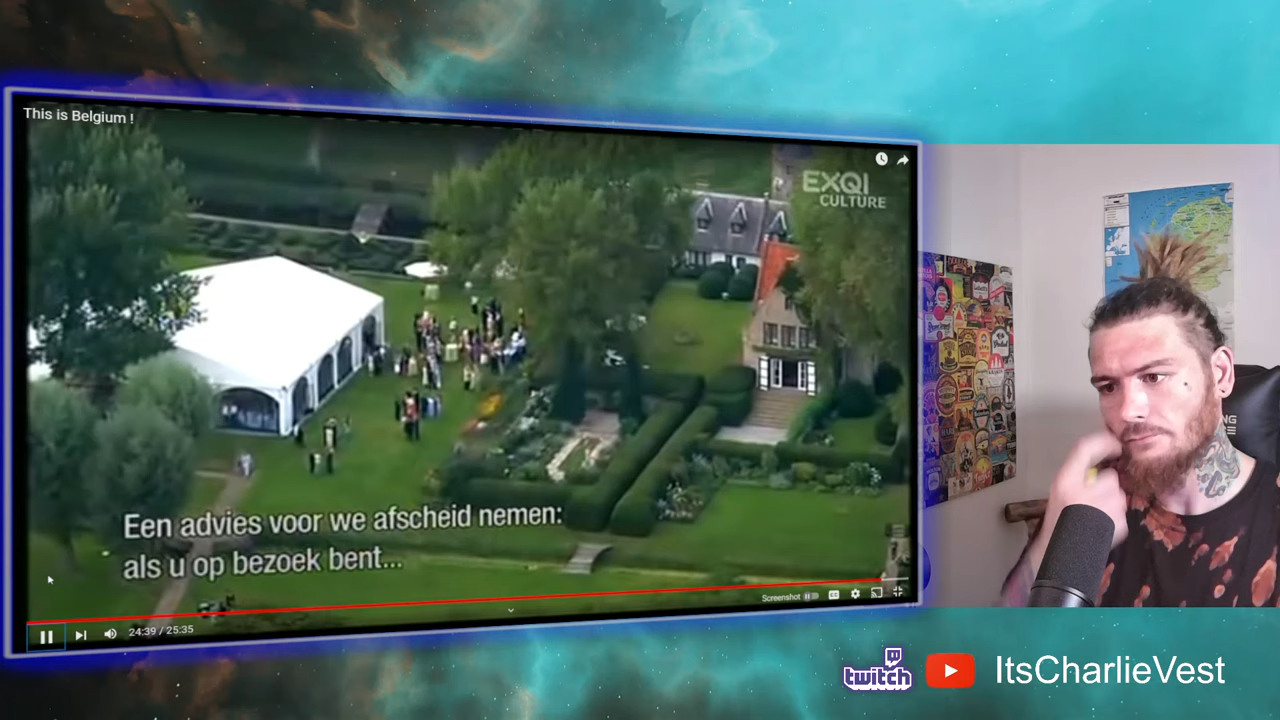 This is Belgium !
EXQI
CULTURE
Een advies voor we afscheid nemen:
als u op bezoek bent...
Screenshot
24:39 / 25:35
twitch
ItsCharlieVest